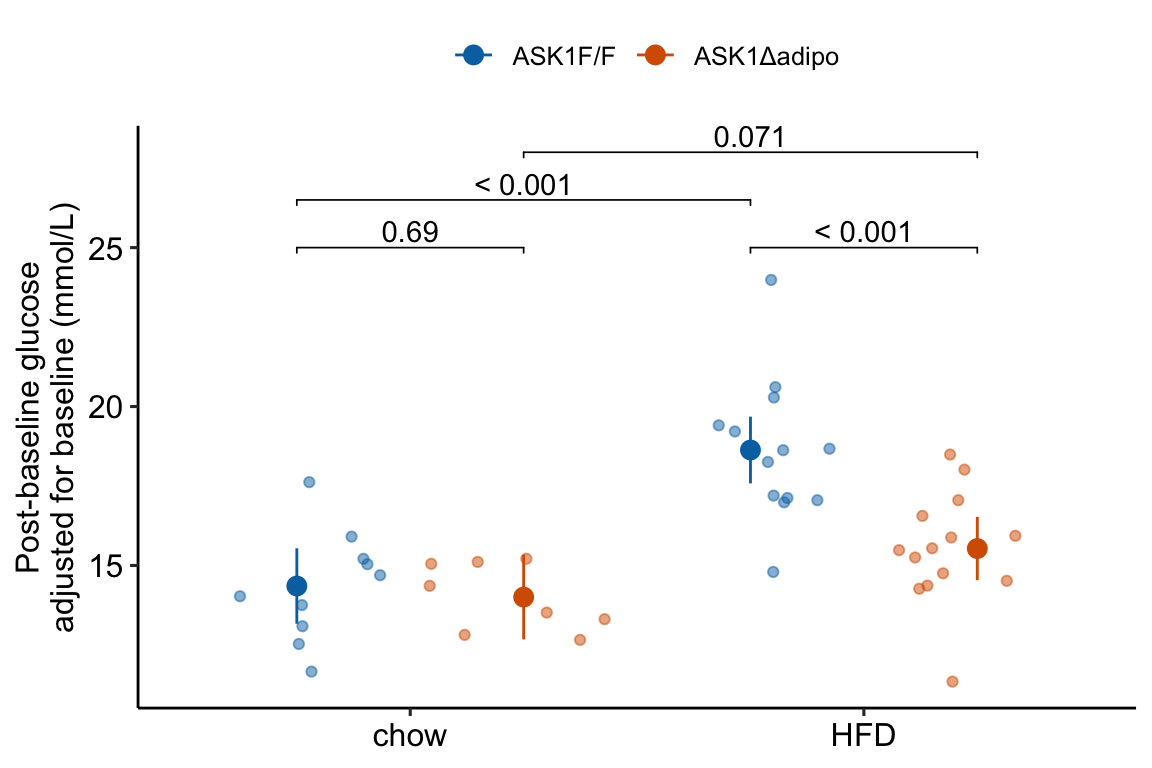 ASK1F/F
ASK1Δadipo
0.071
< 0.001
0.69
< 0.001
25
20
15
Post-baseline glucose
adjusted for baseline (mmol/L)
chow
HFD